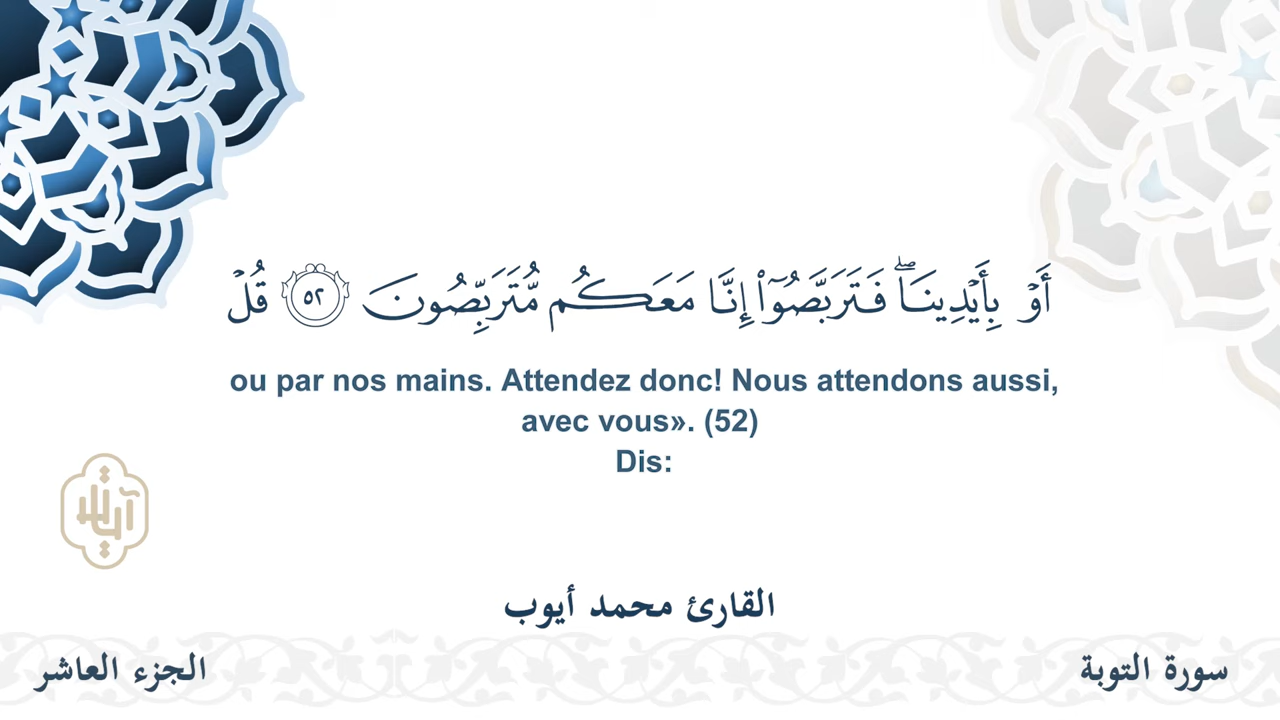 أَوۡ بِأَيۡدِينَاۖ فَتَرَبَّصُوٓاْ إِنَّا مَعَكُم مُّتَرَبِّصُونَ ٥٢ قُلۡ
ou par nos mains. Attendez donc! Nous attendons aussi,
avec vous». (52)
Dis:
القارئ محمد أيوب
سورة التوبة
الجزء العاشر